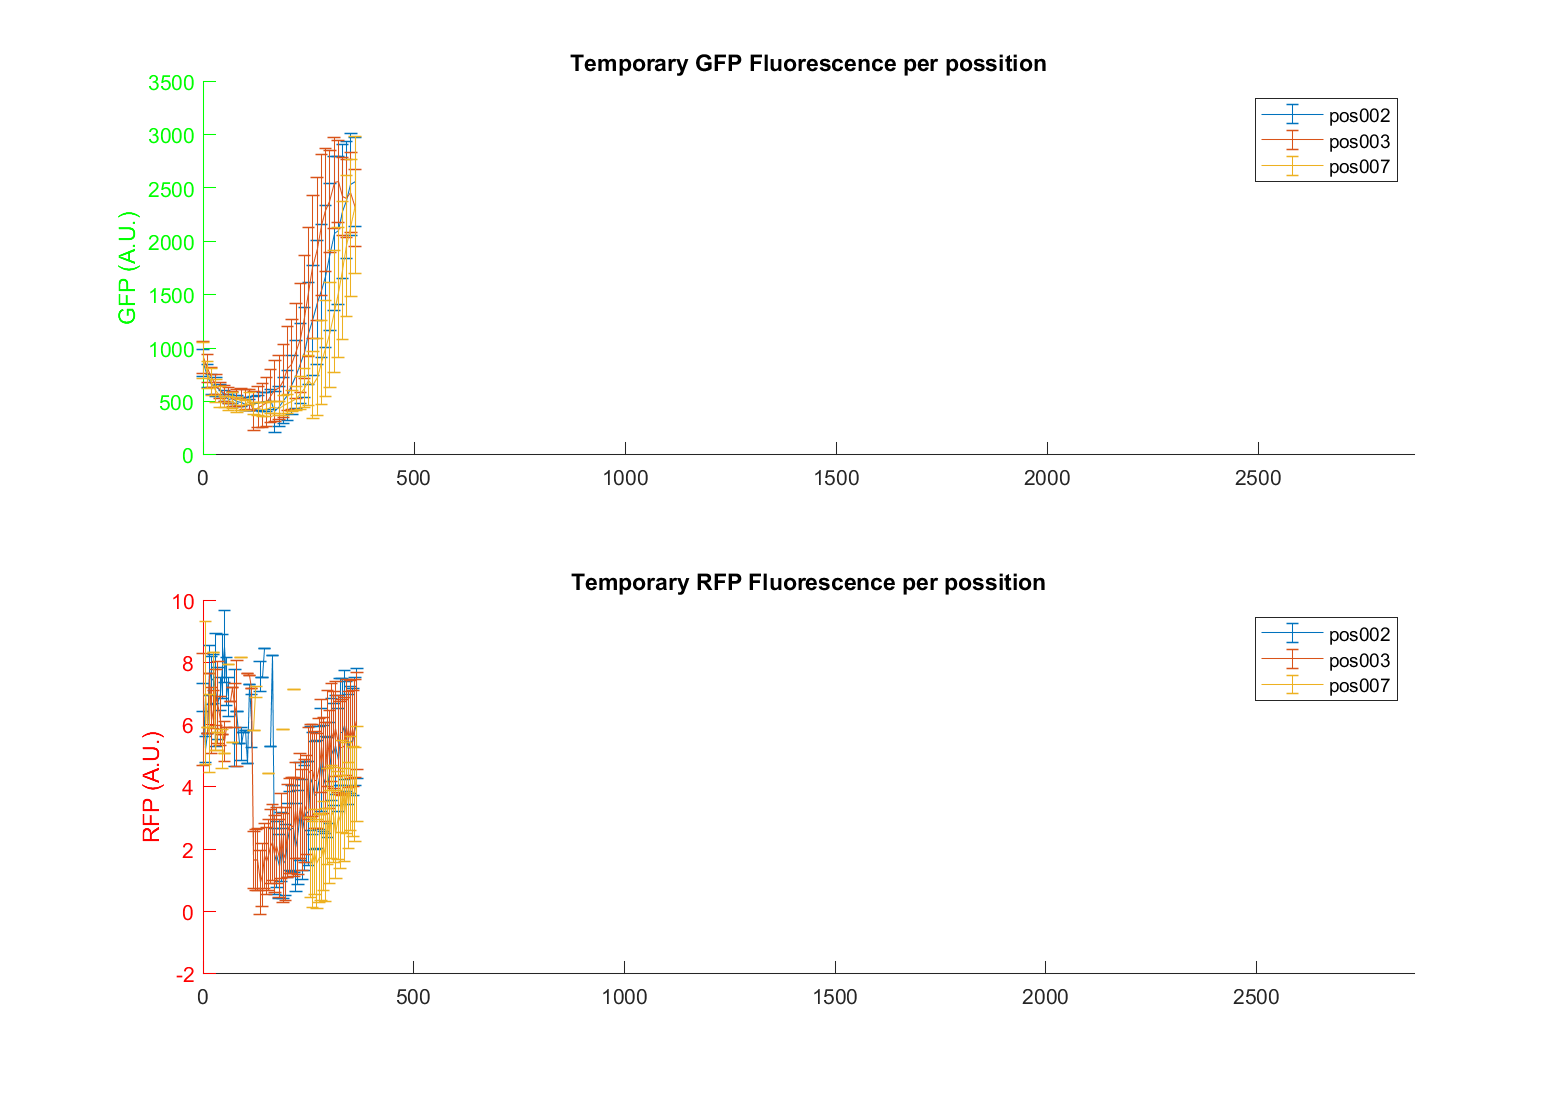 Temporary GFP Fluorescence per possition
3500
3000
2500
2000
1500
1000
500
0
GFP (A.U.)
0 500 1000 1500 2000 2500
pos002
pos003
pos007
Temporary RFP Fluorescence per possition
10
8
6
4
2
0
-2
RFP (A.U.)
0 500 1000 1500 2000 2500
pos002
pos003
pos007